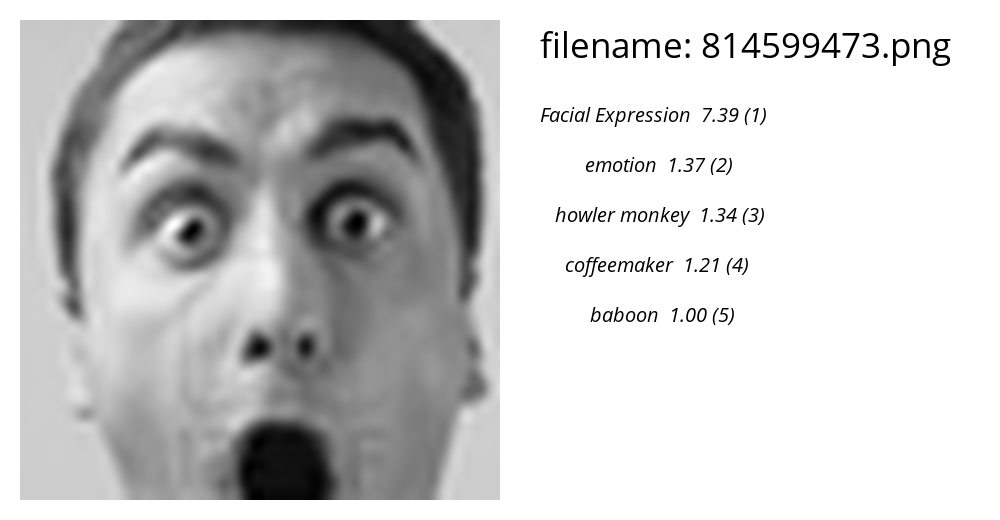 filename: 814599473.png
Facial Expression 7.39 (1)
emotion 1.37 (2)
howler monkey 1.34 (3)
coffeemaker 1.21 (4)
baboon 1.00 (5)